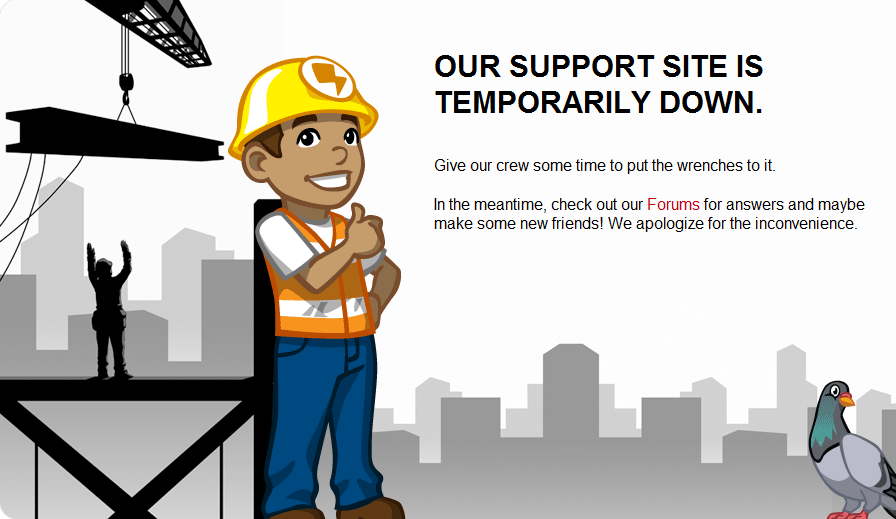 OUR SUPPORT SITE IS
TEMPORARILY DOWN.
Give our crew some time to put the wrenches to it.
In the meantime, check out our Forums for answers and maybe
make some new friends! We apologize for the inconvenience.